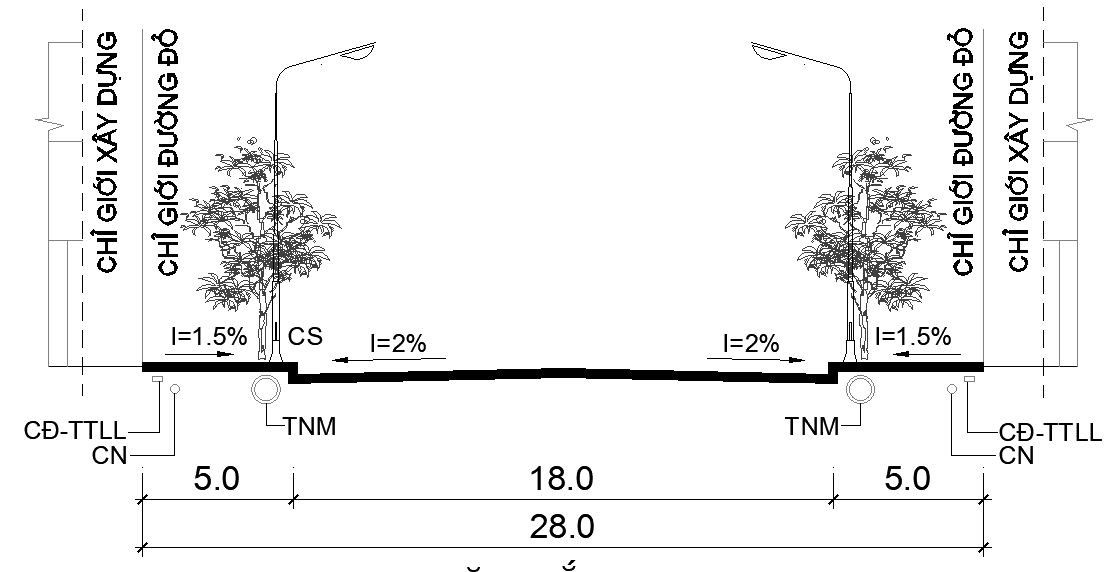 CHỈ GIỚI XÂY DỰNG
CHỈ GIỚI ĐƯỜNG ĐỎ
CHỈ GIỚI ĐƯỜNG ĐỎ
CHỈ GIỚI XÂY DỰNG
I=1.5%
CS
I=2%
I=2%
I=1.5%
CĐ-TTLL
CN
TNM
TNM
CĐ-TTLL
CN
5.0
18.0
5.0
28.0